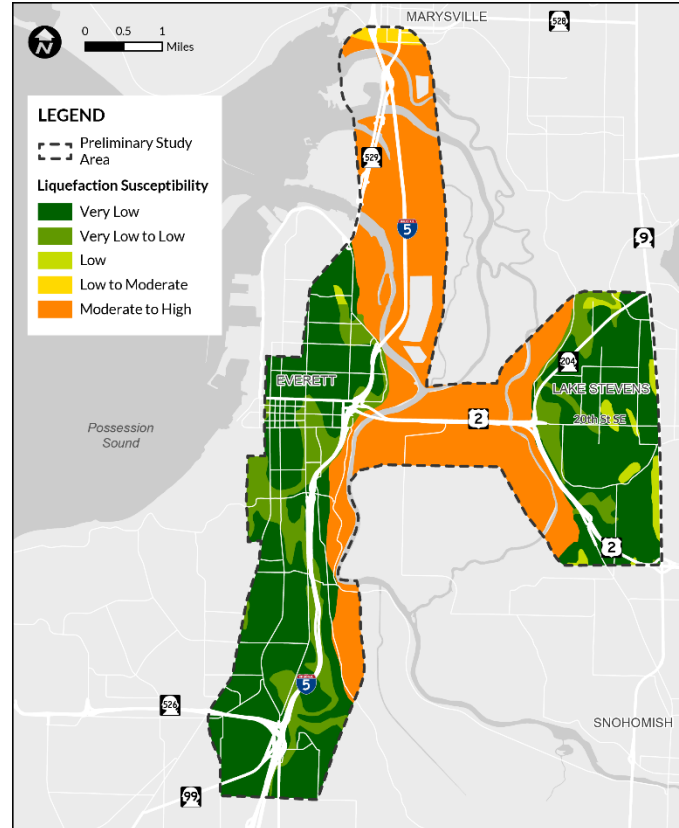 MARYSVILLE
528
N
0 0.5 1
Miles
LEGEND
Preliminary Study
Area
Liquefaction Susceptibility
Very Low
Very Low to Low
Low
Low to Moderate
Moderate to High
529
5
9
204
EVERETT
LAKE STEVENS
2
20th St SE
Possession
Sound
2
5
526
SNOHOMISH
99